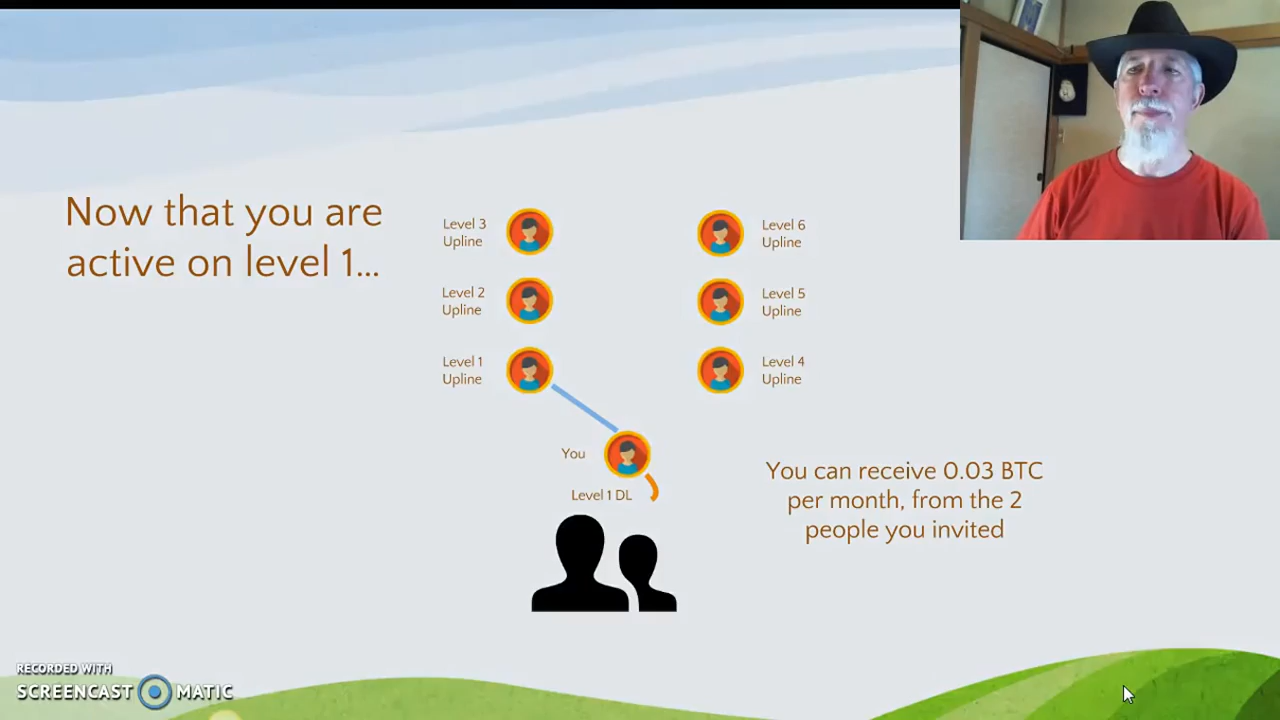 Now that you are
active on level 1...
Level 3
Upline
Level 6
Upline
Level 2
Upline
Level 5
Upline
Level 1
Upline
Level 4
Upline
You
Level 1 DL
You can receive 0.03 BTC
per month, from the 2
people you invited
RECORDED WITH
SCREENCAST MATIC